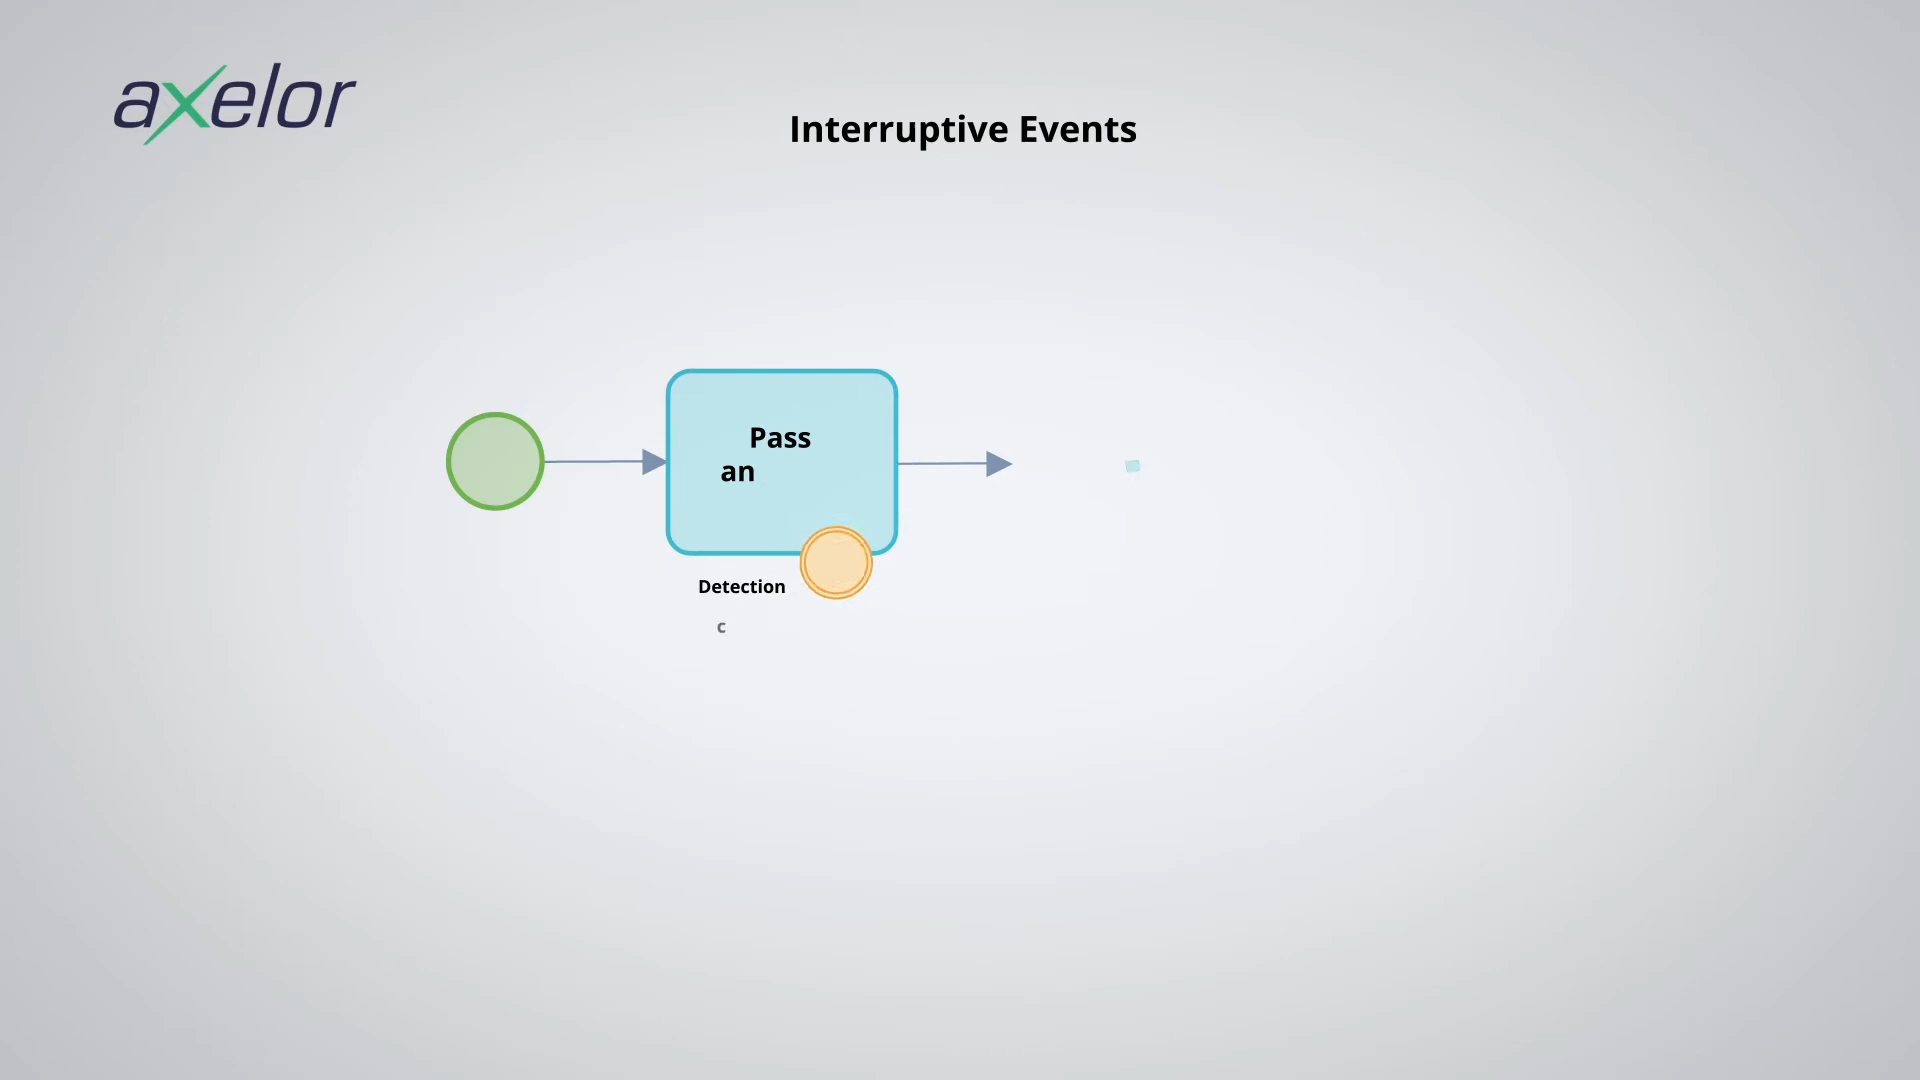 axelor
Interruptive Events
Pass
an
Detection
c